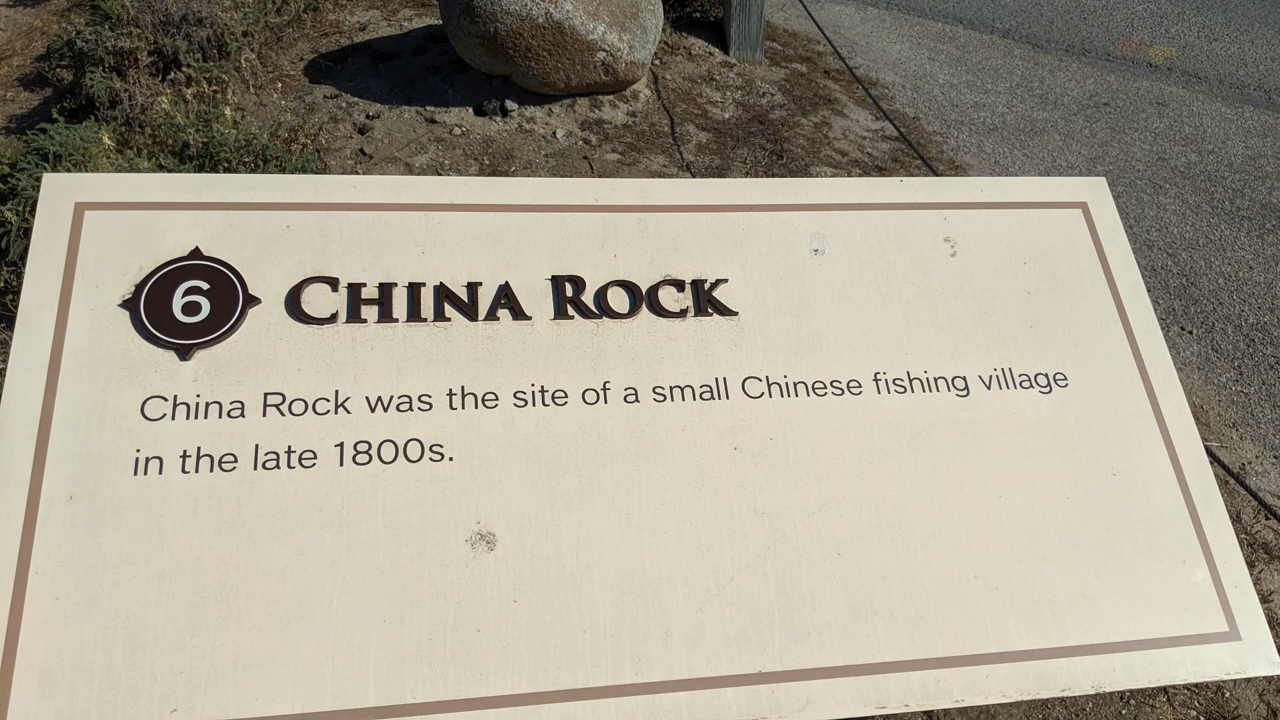 6 China Rock
China Rock was the site of a small Chinese fishing village
in the late 1800s.